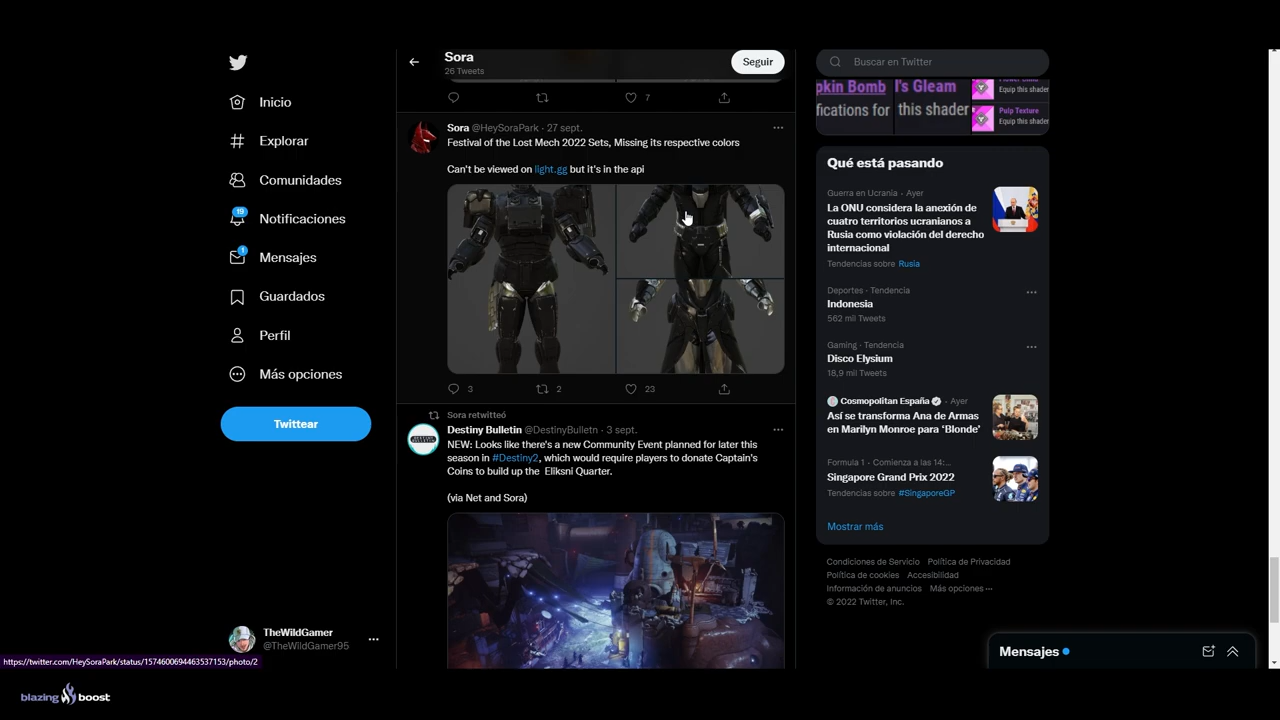 Inicio
Explorar
Comunidades
19
Notificaciones
1
Mensajes
Guardados
Perfil
Más opciones
Twittear
TheWildGamer
@TheWildGamer95
https://twitter.com/HeySoraPark/status/1574600694463537153/photo/2
blazing boost
Sora
26 Tweets
Seguir
7
Sora @HeySoraPark · 27 sept.
Festival of the Lost Mech 2022 Sets, Missing its respective colors
Can't be viewed on light.gg but it's in the api
3
2
23
Sora retwitteó
Destiny Bulletin @DestinyBulletn · 3 sept.
NEW: Looks like there's a new Community Event planned for later this
season in #Destiny2, which would require players to donate Captain's
Coins to build up the Eliksni Quarter.
(via Net and Sora)
Buscar en Twitter
pkin Bomb
l's Gleam
Equip this shader
fications for
this shader
Pulp Texture
Equip this shader
Qué está pasando
Guerra en Ucrania · Ayer
La ONU considera la anexión de
cuatro territorios ucranianos a
Rusia como violación del derecho
internacional
Tendencias sobre Rusia
Deportes · Tendencia
Indonesia
562 mil Tweets
Gaming · Tendencia
Disco Elysium
18,9 mil Tweets
Cosmopolitan España · Ayer
Así se transforma Ana de Armas
en Marilyn Monroe para ‘Blonde’
Formula 1 · Comienza a las 14:...
Singapore Grand Prix 2022
Tendencias sobre #SingaporeGP
Mostrar más
Condiciones de Servicio Política de Privacidad
Política de cookies Accesibilidad
Información de anuncios Más opciones ···
© 2022 Twitter, Inc.
Mensajes